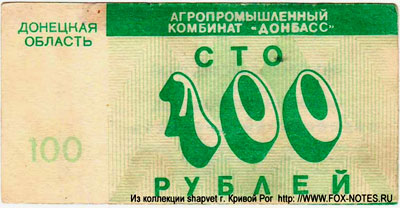 ДОНЕЦКАЯ
ОБЛАСТЬ
100
АГРОПРОМЫШЛЕННЫЙ
КОМБИНАТ "ДОНБАСС"
СТО
100
РУБЛЕЙ
Из коллекции shapvet г. Кривой Рог http: //WWW.FOX-NOTES.RU